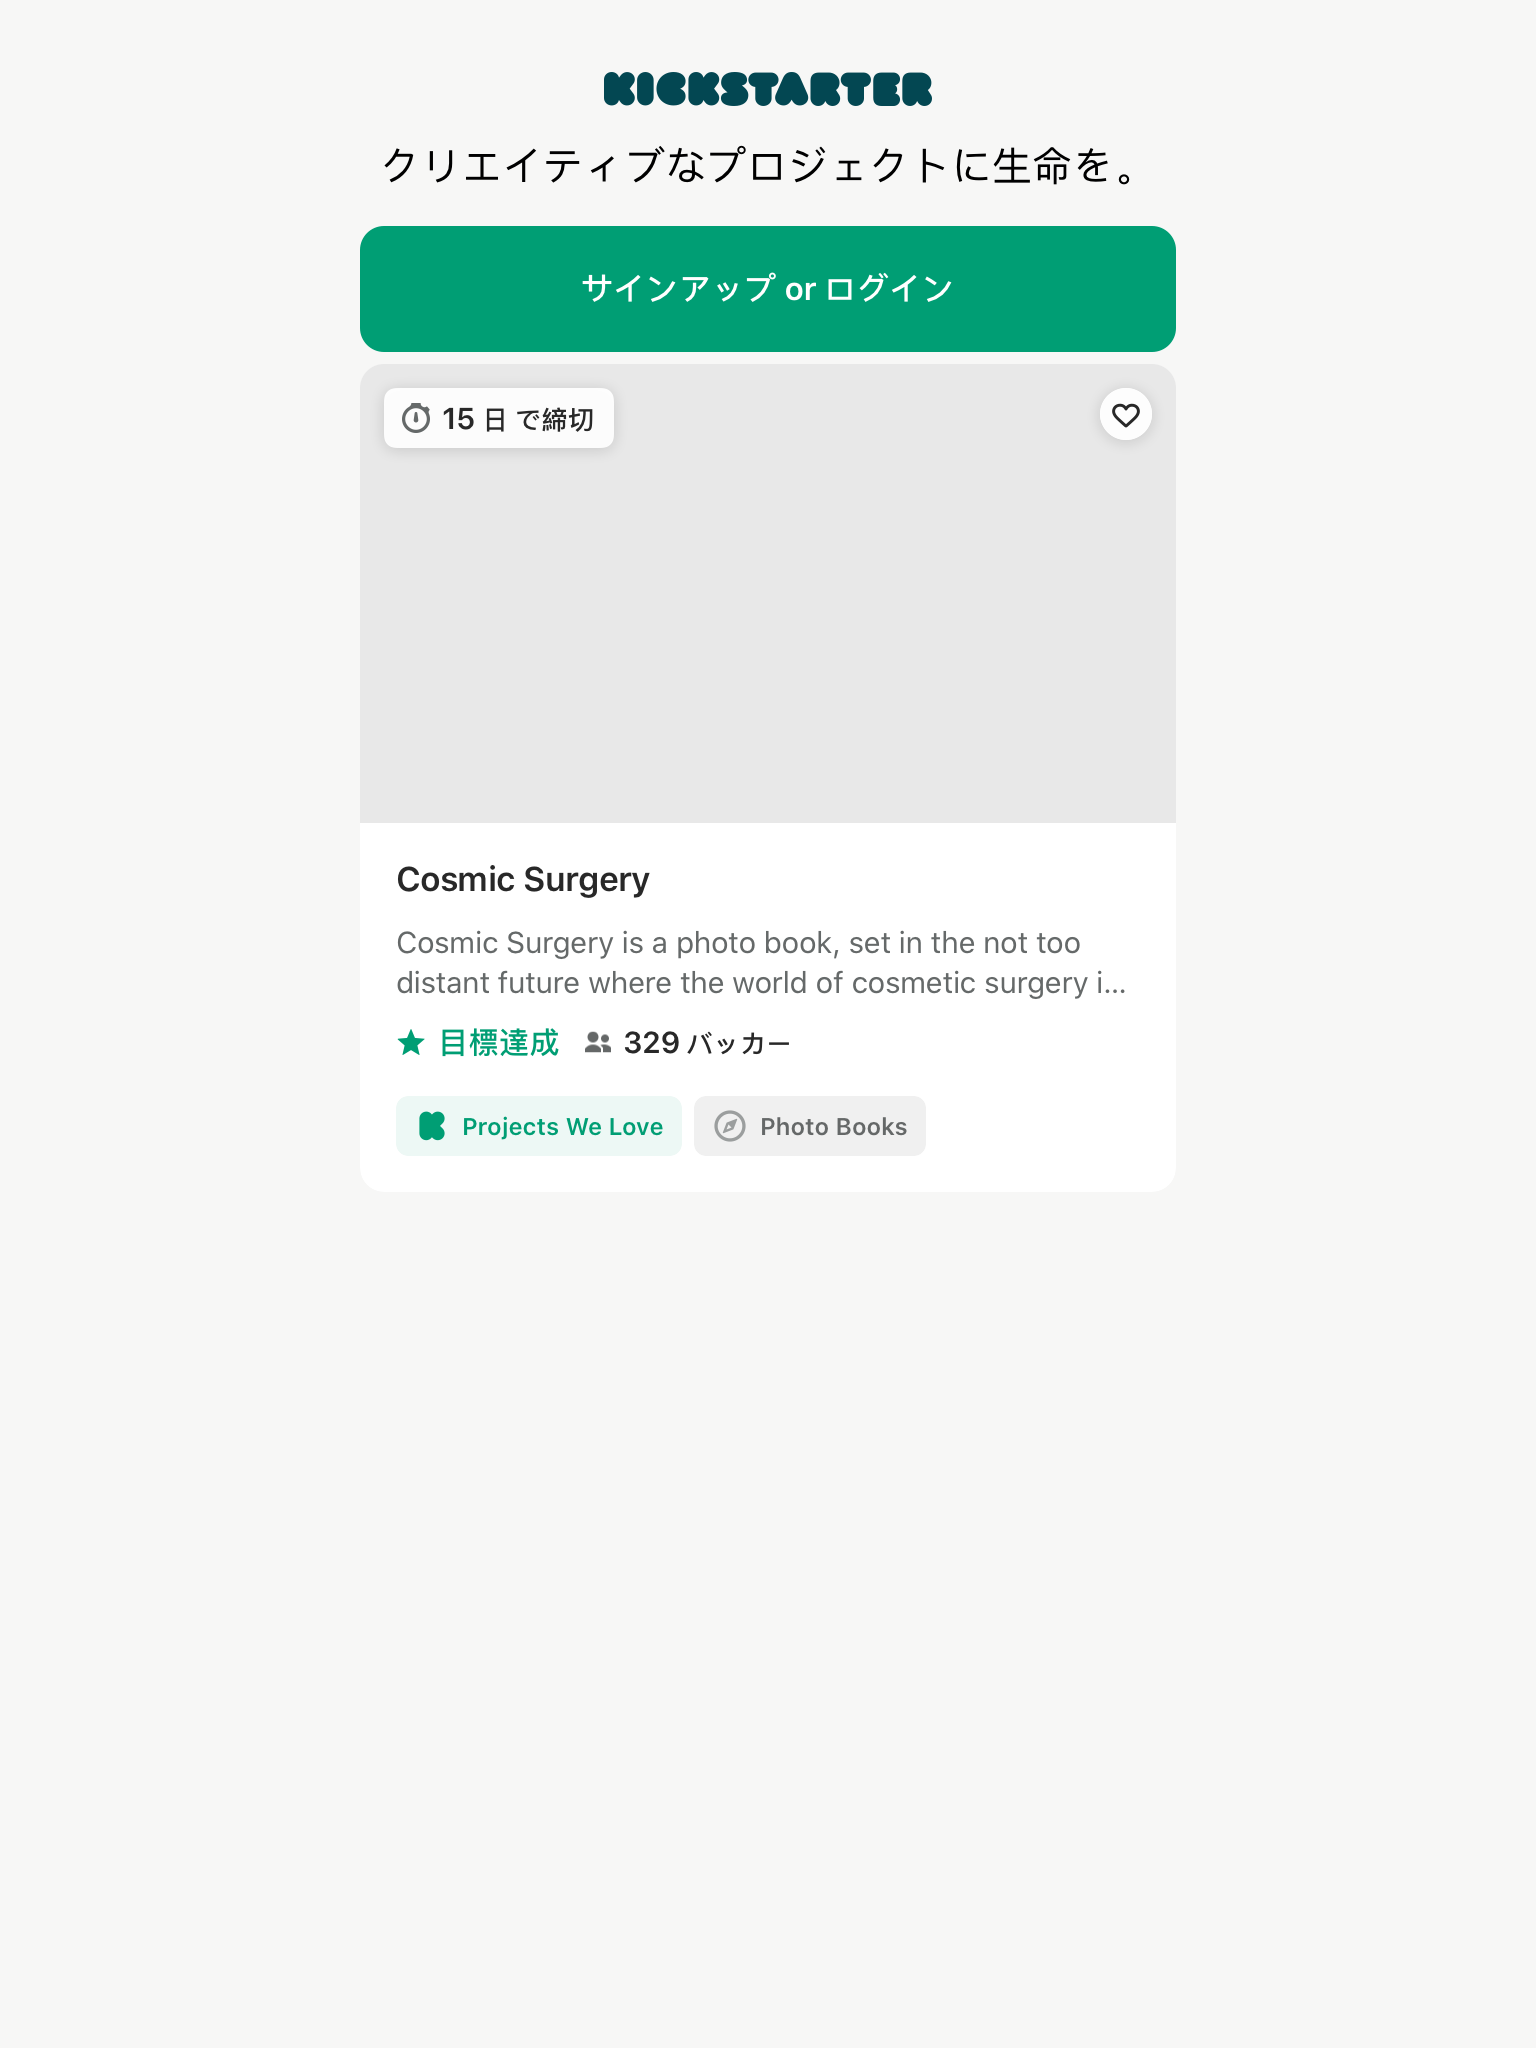 KICKSTARTER
クリエイティブなプロジェクトに生命を。
サインアップ or ログイン
15 日 で締切
Cosmic Surgery
Cosmic Surgery is a photo book, set in the not too
distant future where the world of cosmetic surgery i...
目標達成 329 バッカー
Projects We Love Photo Books